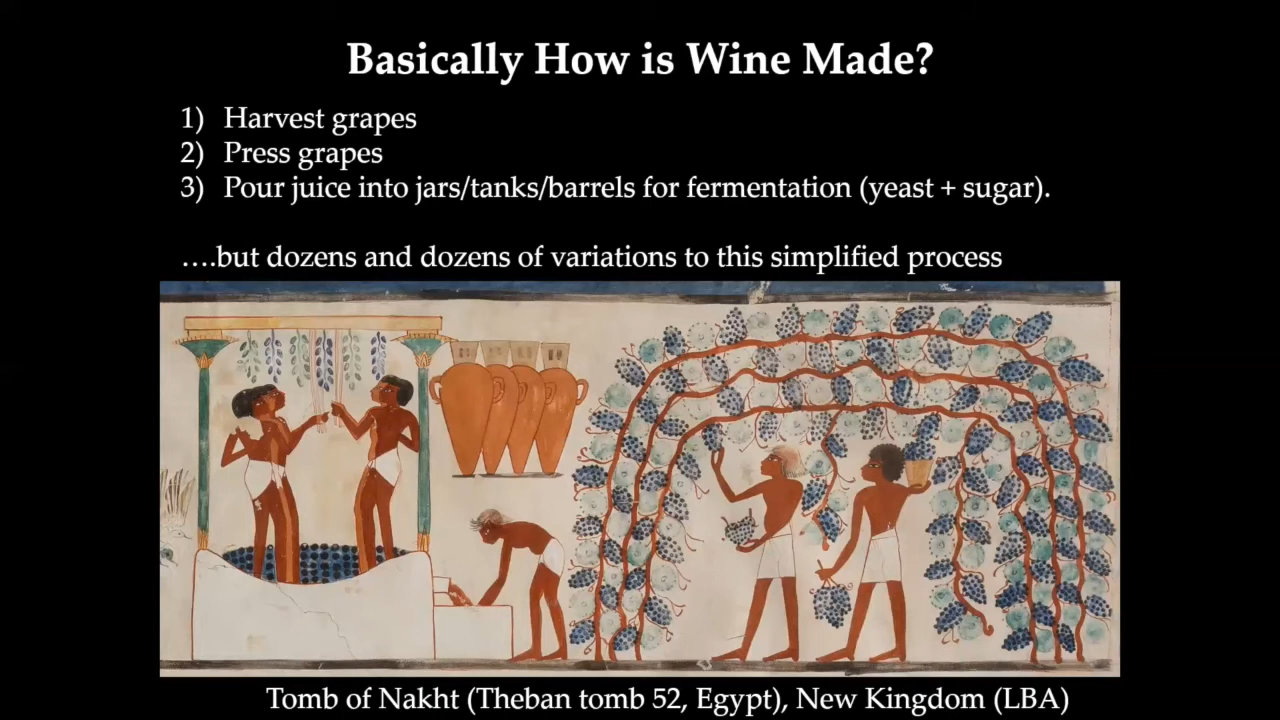 Basically How is Wine Made?
1) Harvest grapes
2) Press grapes
3) Pour juice into jars/tanks/barrels for fermentation (yeast + sugar).
….but dozens and dozens of variations to this simplified process
Tomb of Nakht (Theban tomb 52, Egypt), New Kingdom (LBA)